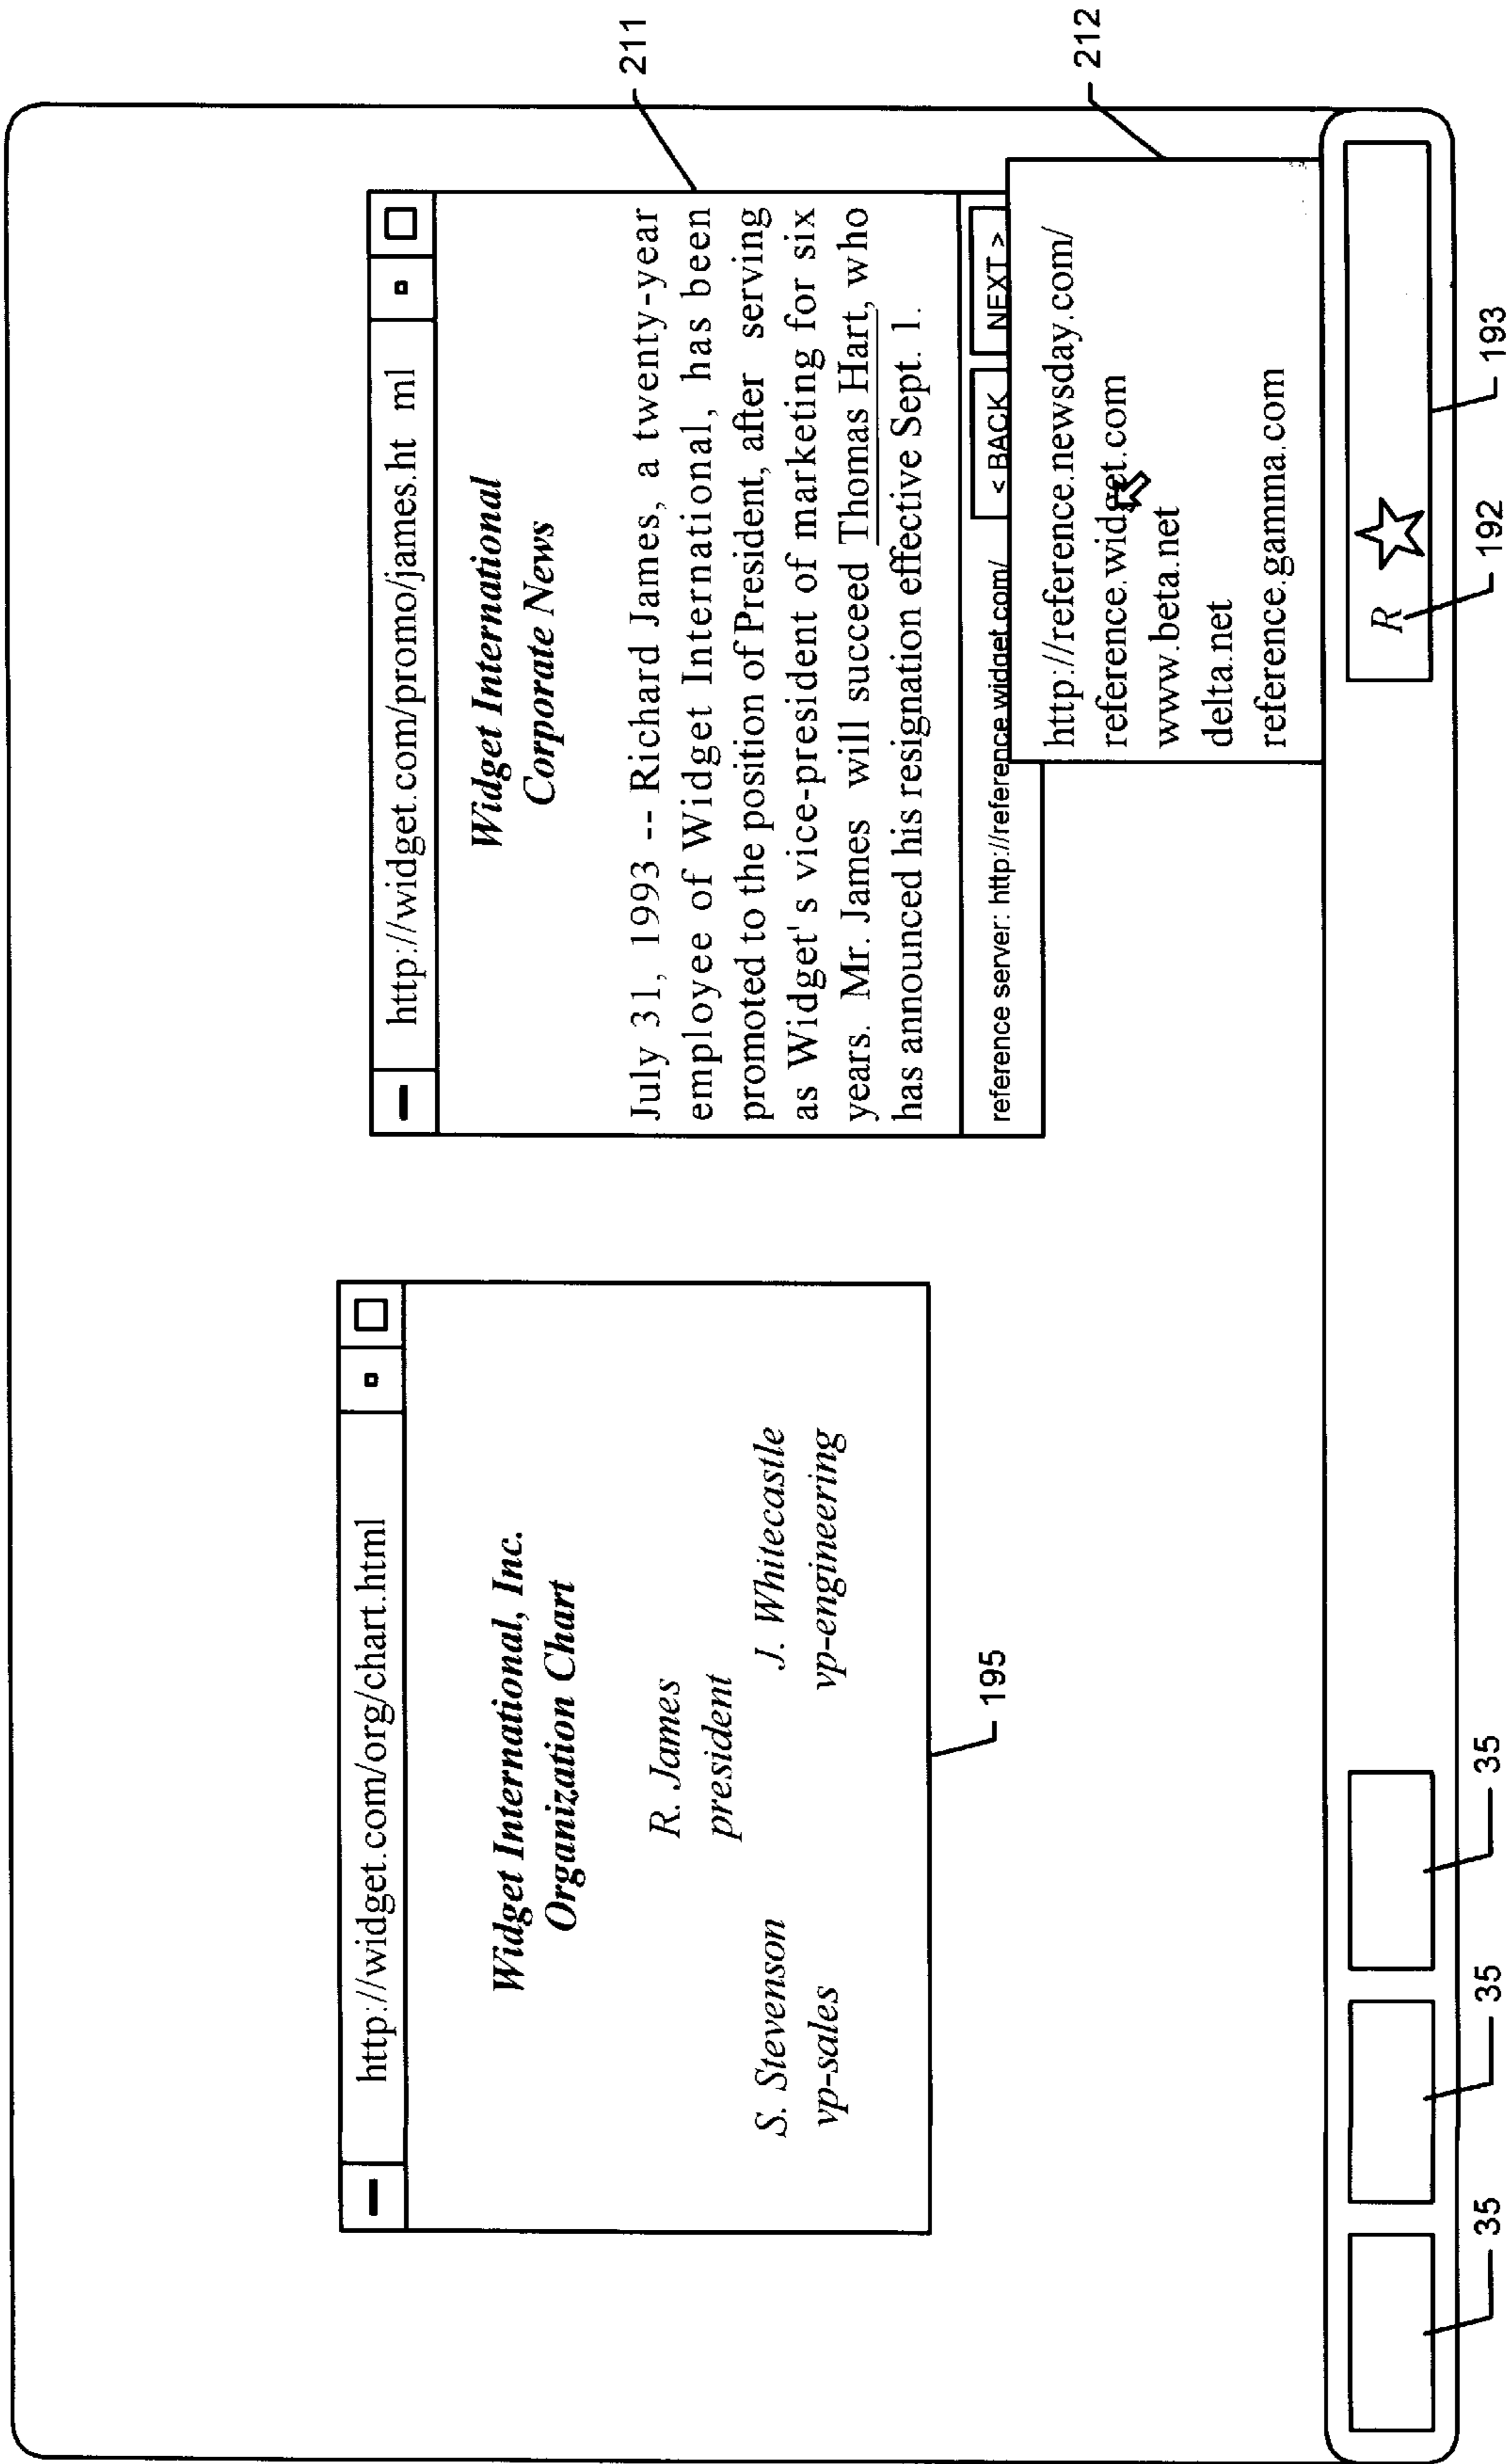 http://widget.com/org/chart.html
Widget International, Inc.
Organization Chart
R. James
president
S. Stevenson
vp-sales
J. Whitecastle
vp-engineering
195
http://widget.com/promo/james.ht ml
Widget International
Corporate News
July 31, 1993 -- Richard James, a twenty-year
employee of Widget International, has been
promoted to the position of President, after serving
as Widget's vice-president of marketing for six
years. Mr. James will succeed Thomas Hart, who
has announced his resignation effective Sept. 1.
reference server: http://reference.widget.com/
< BACK
NEXT >
211
http://reference.newsday.com/
reference.widget.com
www.beta.net
delta.net
reference.gamma.com
212
R
35
35
35
192
193